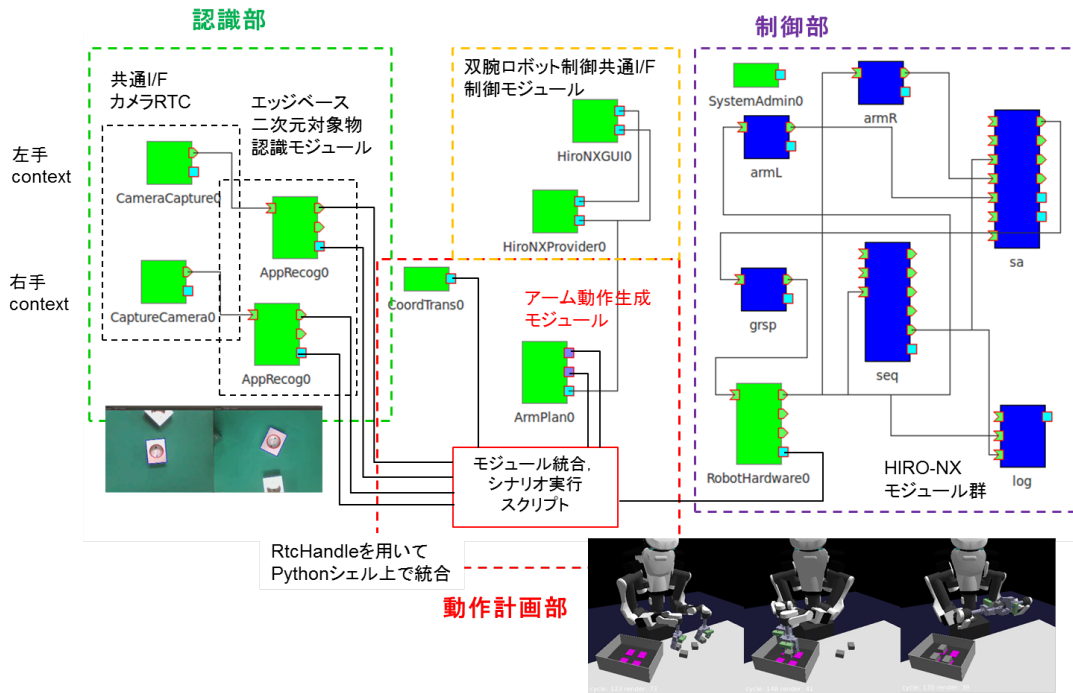 認識部
制御部
共通I/F
カメラRTC
エッジベース
二次元対象物
認識モジュール
双腕ロボット制御共通I/F
制御モジュール
SystemAdmin0
armR
左手
context
CameraCapture0
HiroNXGUI0
armL
AppRecog0
HiroNXProvider0
sa
右手
context
CaptureCamera0
CoordTrans0
アーム動作生成
モジュール
grsp
AppRecog0
seq
ArmPlan0
モジュール統合,
シナリオ実行
スクリプト
RobotHardware0
HIRO-NX
モジュール群
log
RtcHandleを用いて
Pythonシェル上で統合
動作計画部